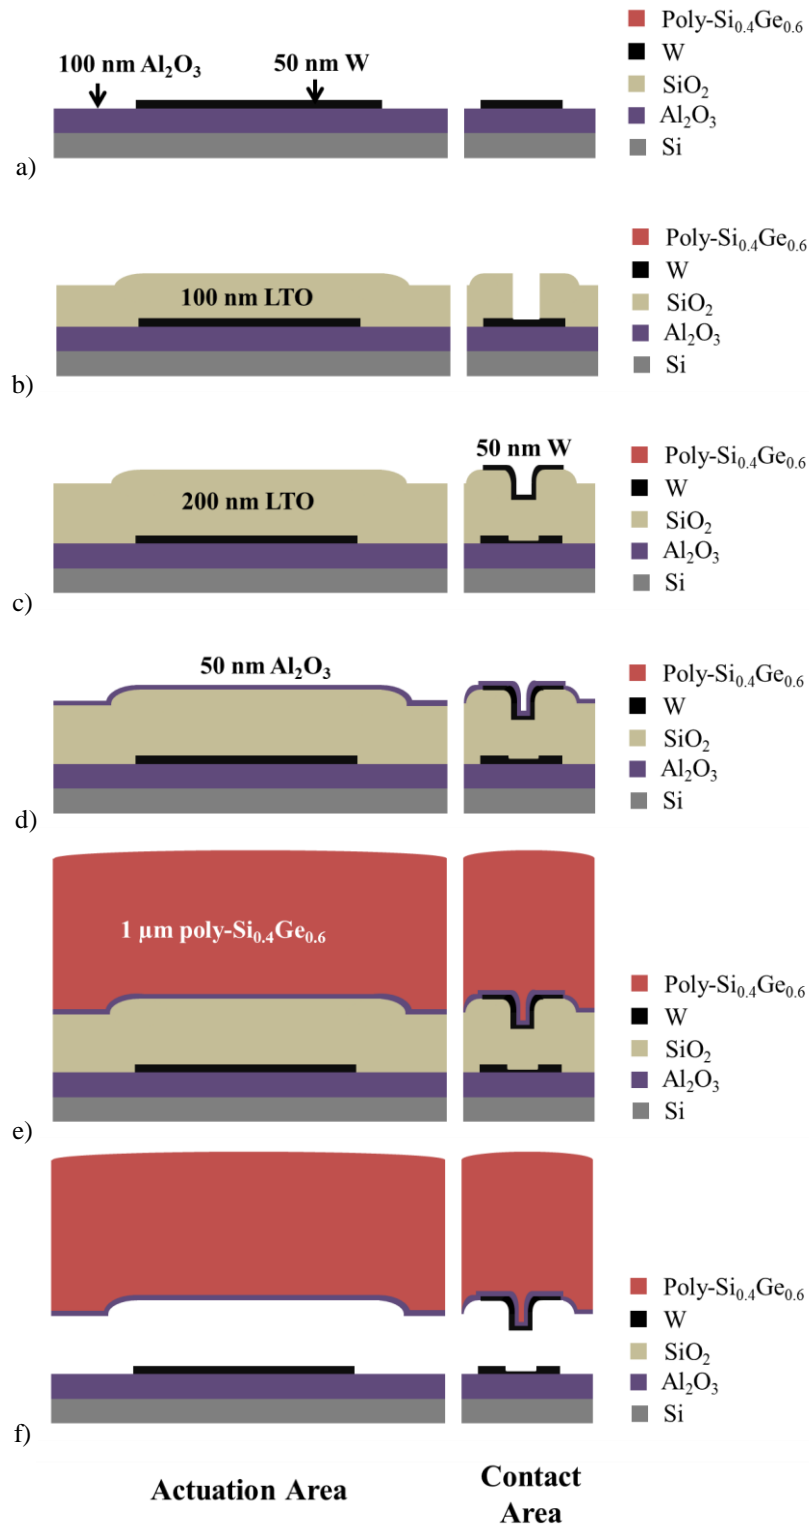 100 nm Al₂O₃
50 nm W
Poly-Si₀.₄Ge₀.₆
W
SiO₂
Al₂O₃
Si
a)
100 nm LTO
Poly-Si₀.₄Ge₀.₆
W
SiO₂
Al₂O₃
Si
b)
50 nm W
200 nm LTO
Poly-Si₀.₄Ge₀.₆
W
SiO₂
Al₂O₃
Si
c)
50 nm Al₂O₃
Poly-Si₀.₄Ge₀.₆
W
SiO₂
Al₂O₃
Si
d)
1 µm poly-Si₀.₄Ge₀.₆
Poly-Si₀.₄Ge₀.₆
W
SiO₂
Al₂O₃
Si
e)
Poly-Si₀.₄Ge₀.₆
W
SiO₂
Al₂O₃
Si
f)
Actuation Area
Contact
Area